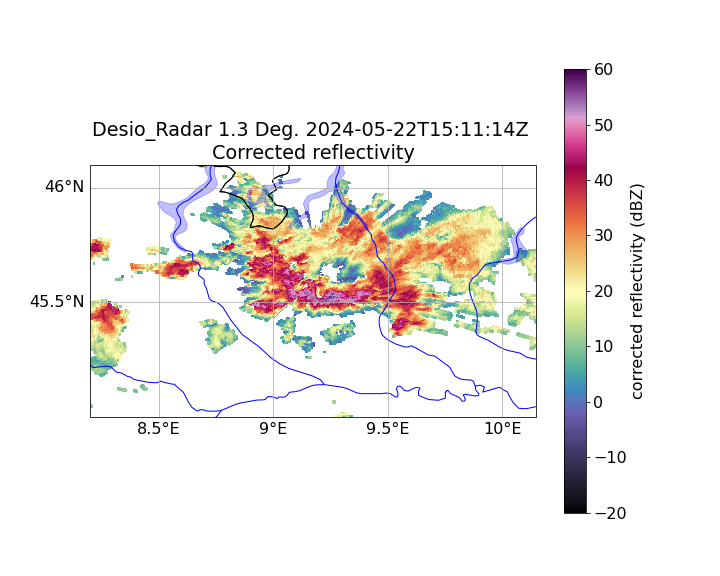 Desio_Radar 1.3 Deg. 2024-05-22T15:11:14Z
Corrected reflectivity
46°N
45.5°N
8.5°E
9°E
9.5°E
10°E
60
50
40
30
20
10
0
−10
−20
corrected reflectivity (dBZ)